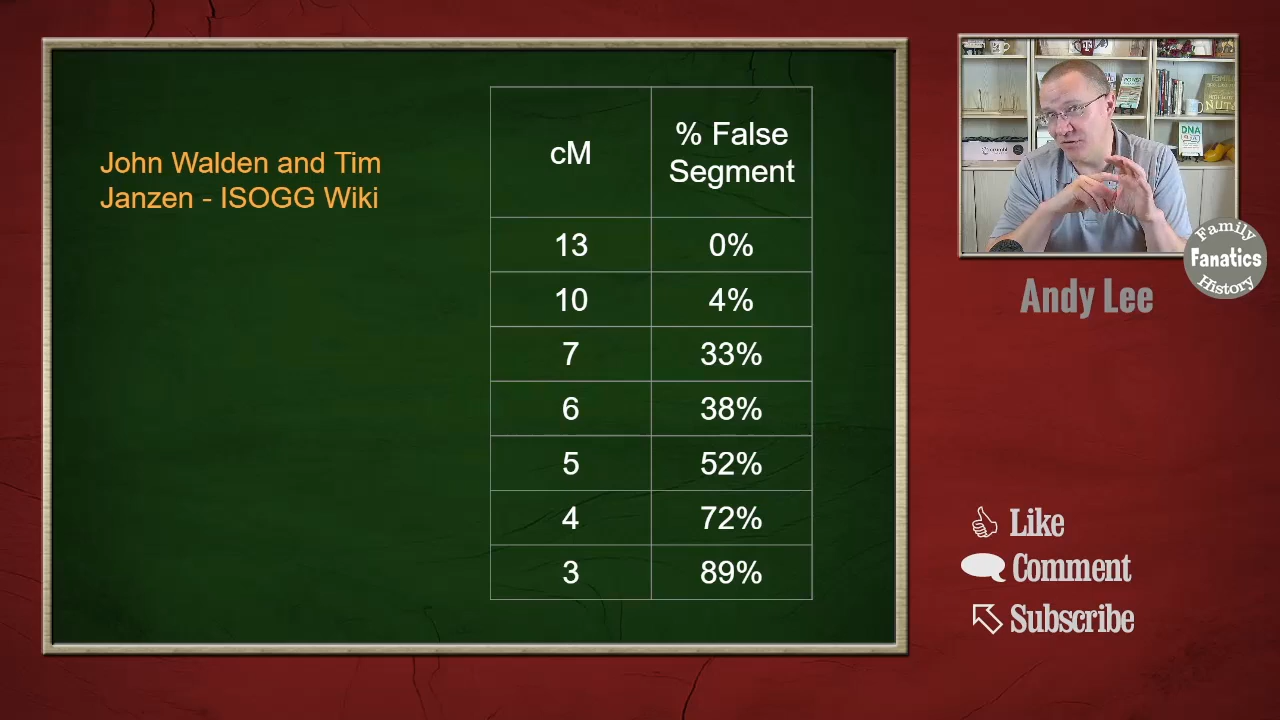 John Walden and Tim
Janzen - ISOGG Wiki
cM
% False
Segment
13 0%
10 4%
7 33%
6 38%
5 52%
4 72%
3 89%
DNA
Family
Fanatics
History
Andy Lee
Like
Comment
Subscribe